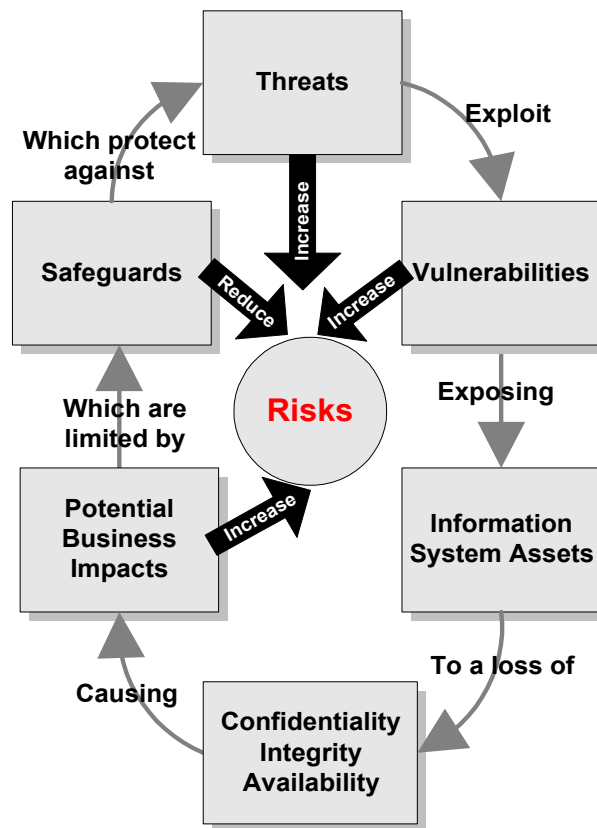 Threats
Exploit
Which protect
against
Increase
Safeguards
Reduce
Increase
Vulnerabilities
Risks
Exposing
Which are
limited by
Potential
Business
Impacts
Increase
Information
System Assets
To a loss of
Causing
Confidentiality
Integrity
Availability